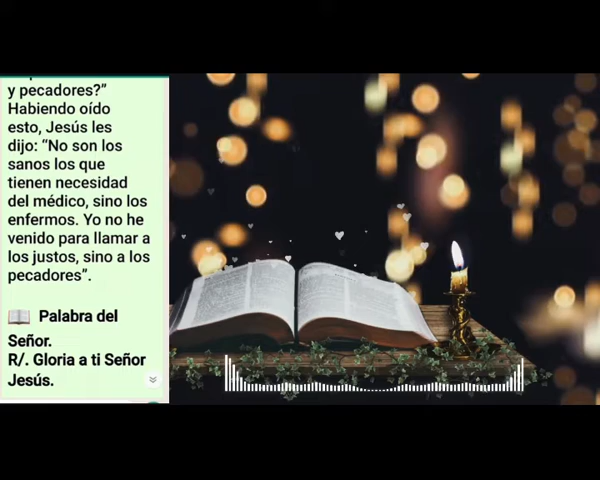 y pecadores?”
Habiendo oído
esto, Jesús les
dijo: “No son los
sanos los que
tienen necesidad
del médico, sino los
enfermos. Yo no he
venido para llamar a
los justos, sino a los
pecadores”.
Palabra del
Señor.
R/. Gloria a ti Señor
Jesús.